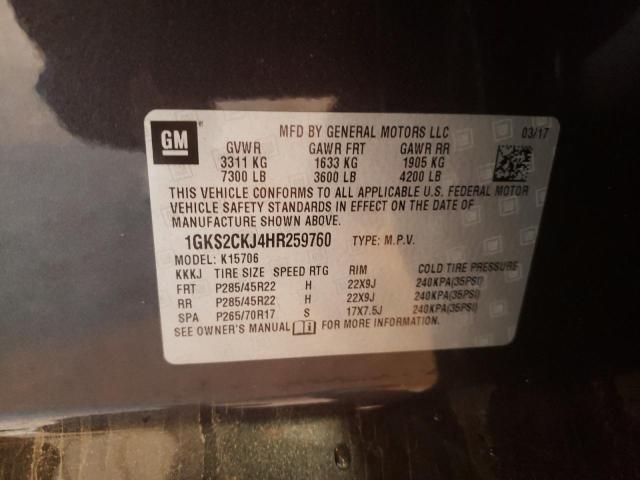 GM
MFD BY GENERAL MOTORS LLC 03/17
GVWR GAWR FRT GAWR RR
3311 KG 1633 KG 1905 KG
7300 LB 3600 LB 4200 LB
THIS VEHICLE CONFORMS TO ALL APPLICABLE U.S. FEDERAL MOTOR
VEHICLE SAFETY STANDARDS IN EFFECT ON THE DATE OF
MANUFACTURE SHOWN ABOVE.
1GKS2CKJ4HR259760 TYPE: M.P.V.
MODEL: K15706
KKKJ TIRE SIZE SPEED RTG RIM COLD TIRE PRESSURE
FRT P285/45R22 H 22X9J 240KPA(35PSI)
RR P285/45R22 H 22X9J 240KPA(35PSI)
SPA P265/70R17 S 17X7.5J 240KPA(35PSI)
SEE OWNER'S MANUAL FOR MORE INFORMATION.